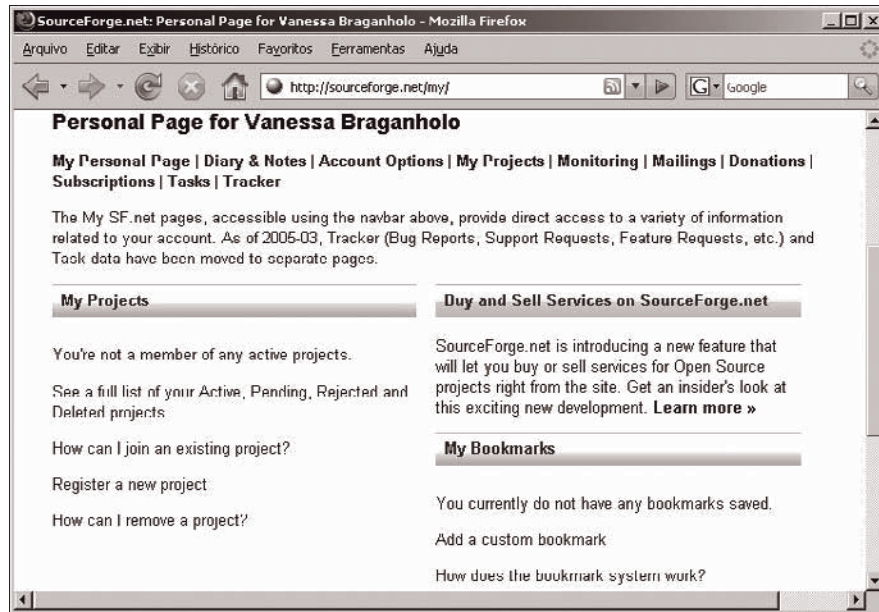 SourceForge.net: Personal Page for Vanessa Braganholo - Mozilla Firefox
Arquivo Editar Exibir Histórico Favoritos Ferramentas Ajuda
http://sourceforge.net/my/
G Google
Personal Page for Vanessa Braganholo
My Personal Page | Diary & Notes | Account Options | My Projects | Monitoring | Mailings | Donations |
Subscriptions | Tasks | Tracker
The My SF.net pages, accessible using the navbar above, provide direct access to a variety of information
related to your account. As of 2005-03, Tracker (Bug Reports, Support Requests, Feature Requests, etc.) and
Task data have been moved to separate pages.
My Projects
You're not a member of any active projects.
See a full list of your Active, Pending, Rejected and
Deleted projects
How can I join an existing project?
Register a new project
How can I remove a project?
Duy and Sell Services on SourceForge.net
SourceForge.net is introducing a new feature that
will let you buy or sell services for Open Source
projects right from the site. Get an insider's look at
this exciting new development. Learn more »
My Bookmarks
You currently do not have any bookmarks saved.
Add a custom bookmark
How does the bookmark system work?